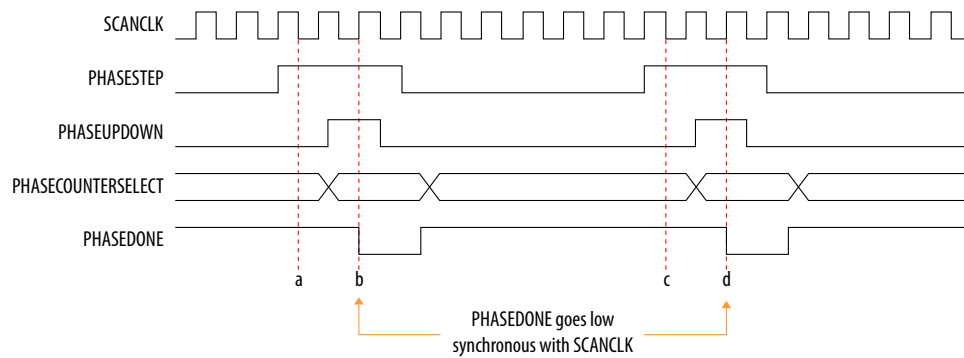 SCANCLK
PHASESTEP
PHASEUPDOWN
PHASECOUNTERSELECT
PHASEDONE
a b c d
PHASEDONE goes low
synchronous with SCANCLK